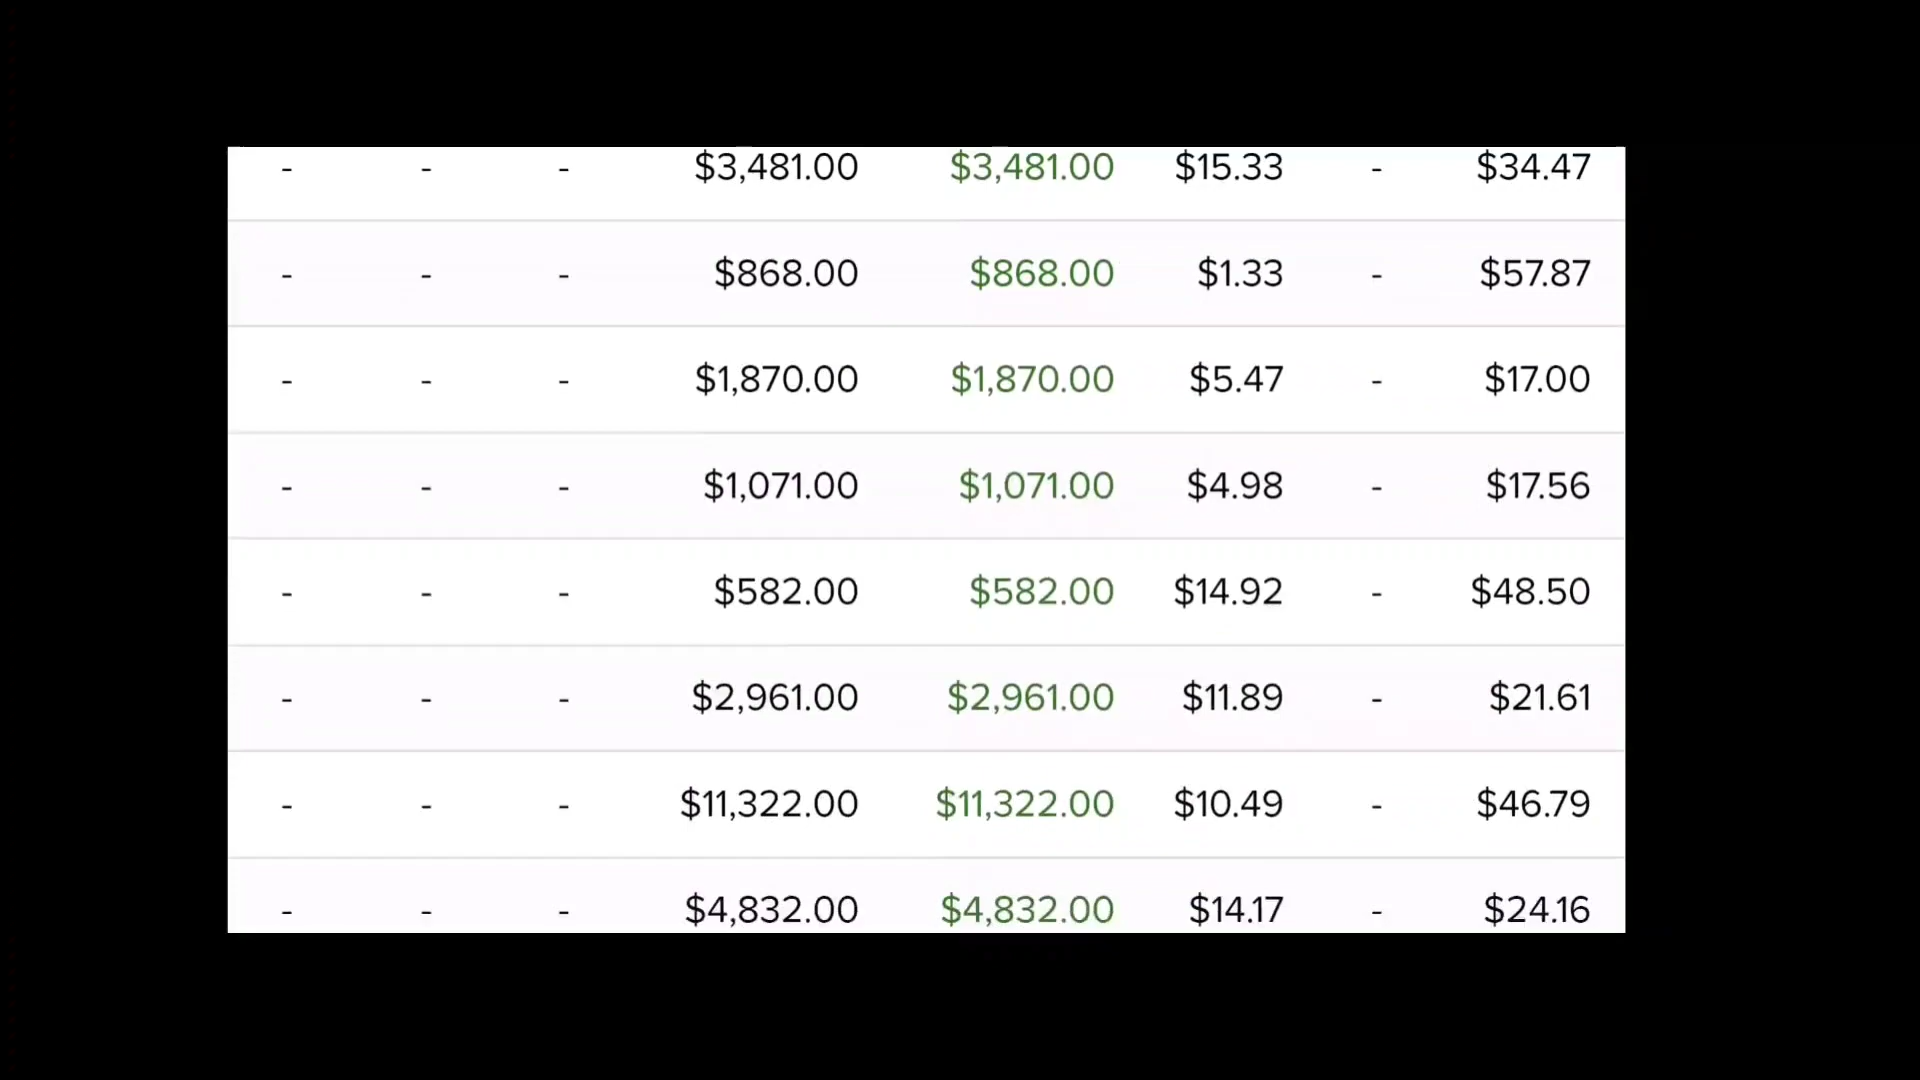 - - - $3,481.00 $3,481.00 $15.33 - $34.47
- - - $868.00 $868.00 $1.33 - $57.87
- - - $1,870.00 $1,870.00 $5.47 - $17.00
- - - $1,071.00 $1,071.00 $4.98 - $17.56
- - - $582.00 $582.00 $14.92 - $48.50
- - - $2,961.00 $2,961.00 $11.89 - $21.61
- - - $11,322.00 $11,322.00 $10.49 - $46.79
- - - $4,832.00 $4,832.00 $14.17 - $24.16